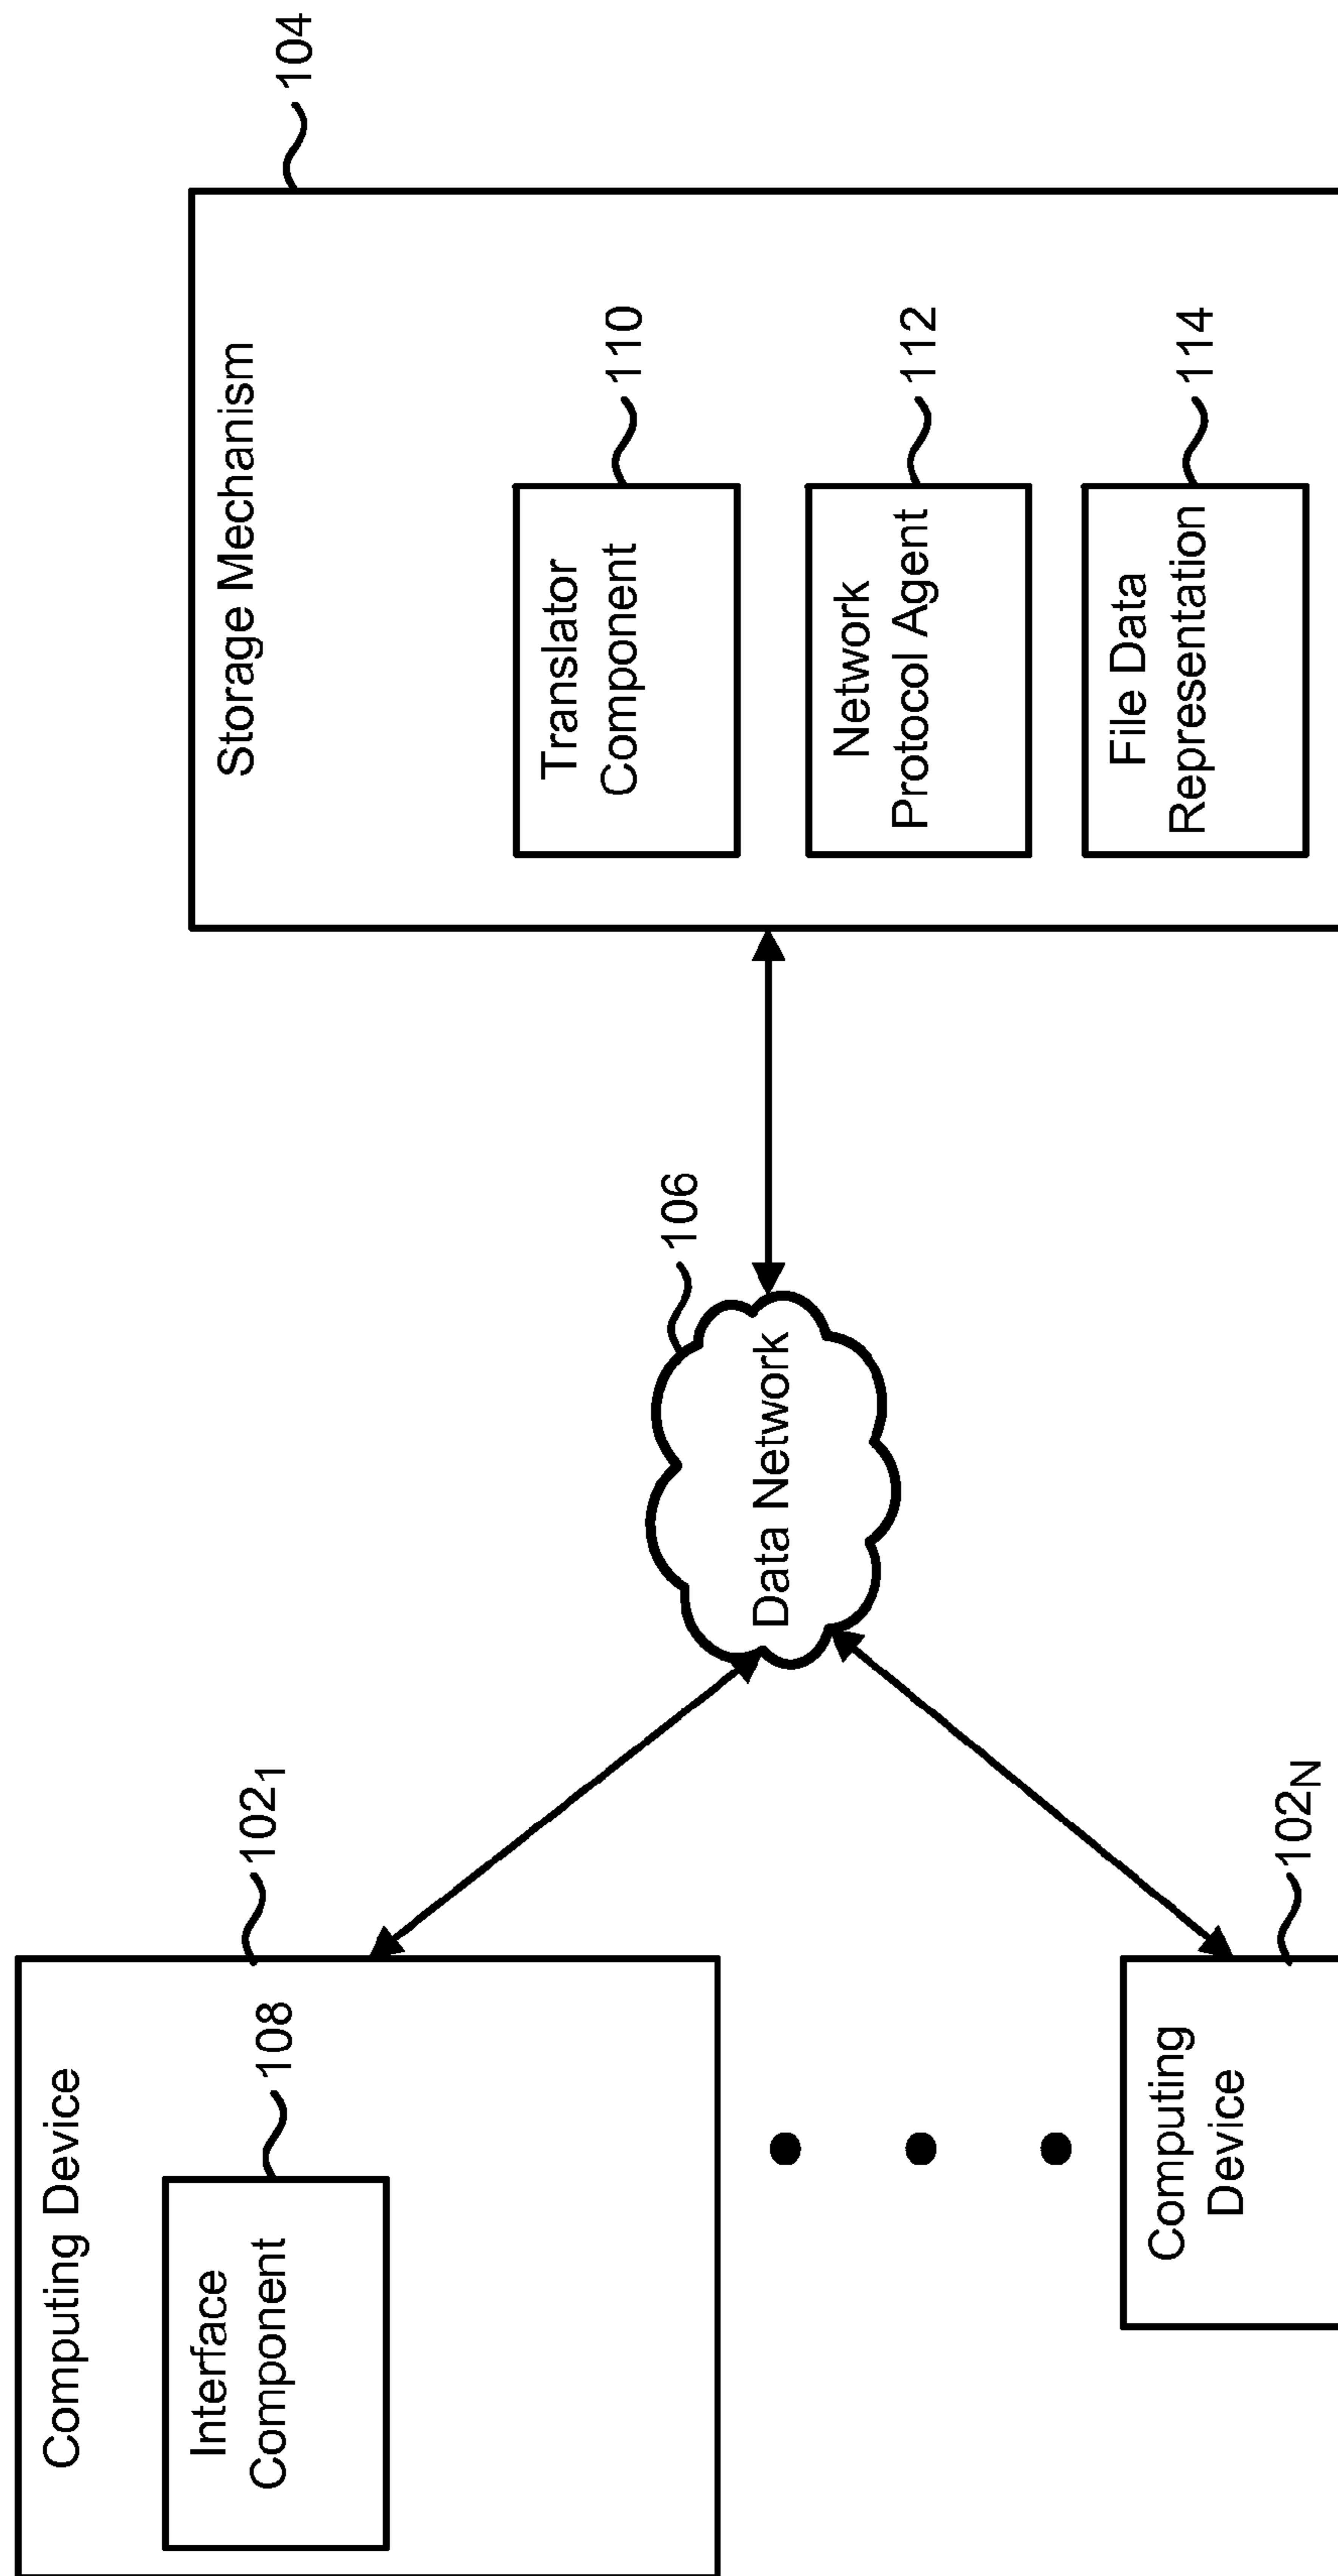 Computing Device
102₁
Interface
Component
108
Computing
Device
102N
Data Network
106
Storage Mechanism
104
Translator
Component
110
Network
Protocol Agent
112
File Data
Representation
114